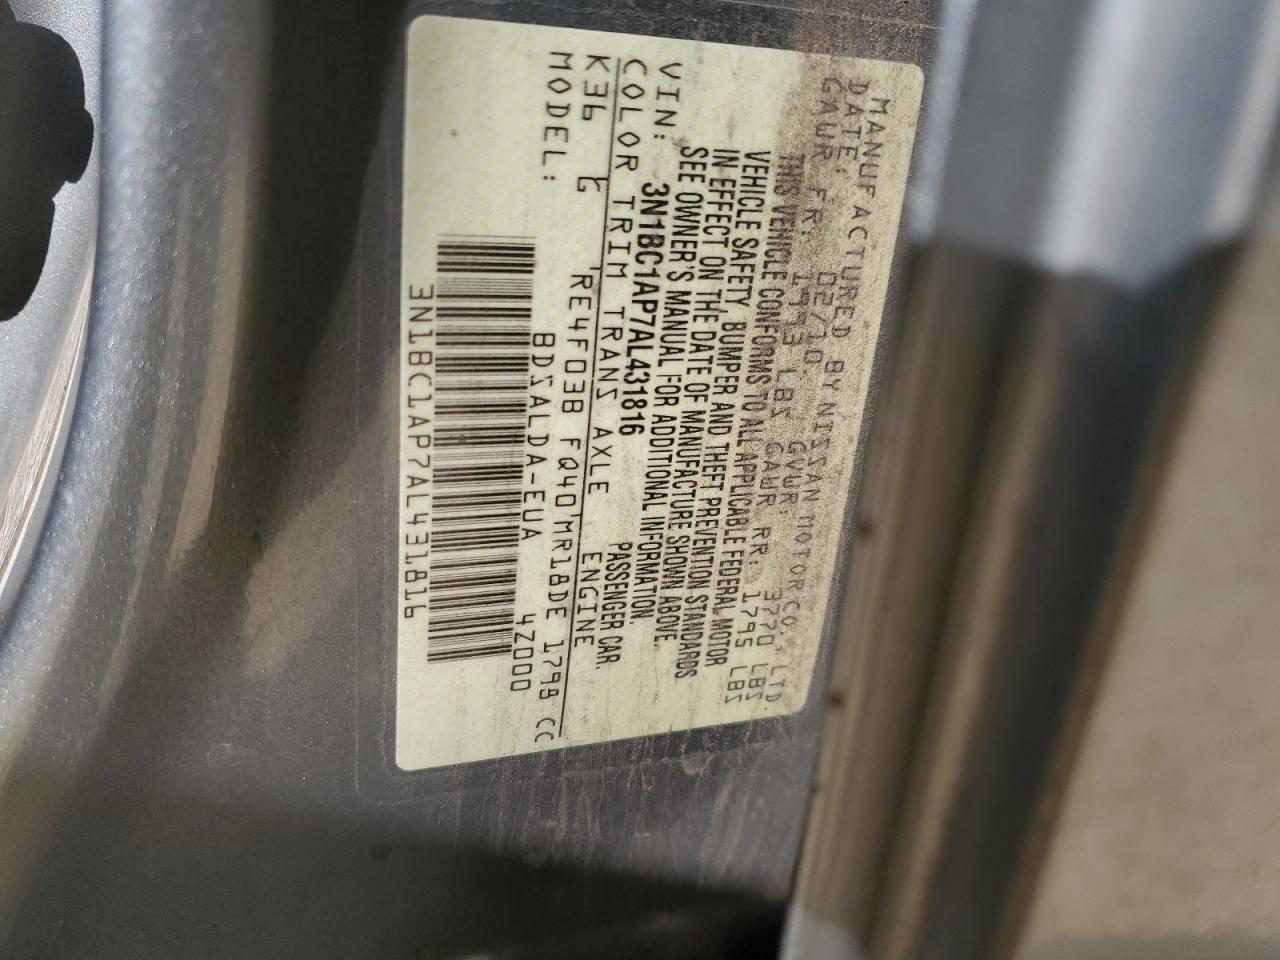 MANUFACTURED BY NISSAN MOTOR CO., LTD
DATE: 02/10. GVWR: 3770 LBS
GAWR FR: 1993 LBS GAWR RR: 1795 LBS
THIS VEHICLE CONFORMS TO ALL APPLICABLE FEDERAL MOTOR
VEHICLE SAFETY, BUMPER AND THEFT PREVENTION STANDARDS
IN EFFECT ON THE DATE OF MANUFACTURE SHOWN ABOVE.
SEE OWNER'S MANUAL FOR ADDITIONAL INFORMATION.
VIN: 3N1BC1AP7AL431816 PASSENGER CAR.
COLOR TRIM TRANS AXLE ENGINE
K36 G RE4F03B FQ40 MR18DE 1798 CC
MODEL: BDSALDA-EUA 4Z000
3N1BC1AP7AL431816